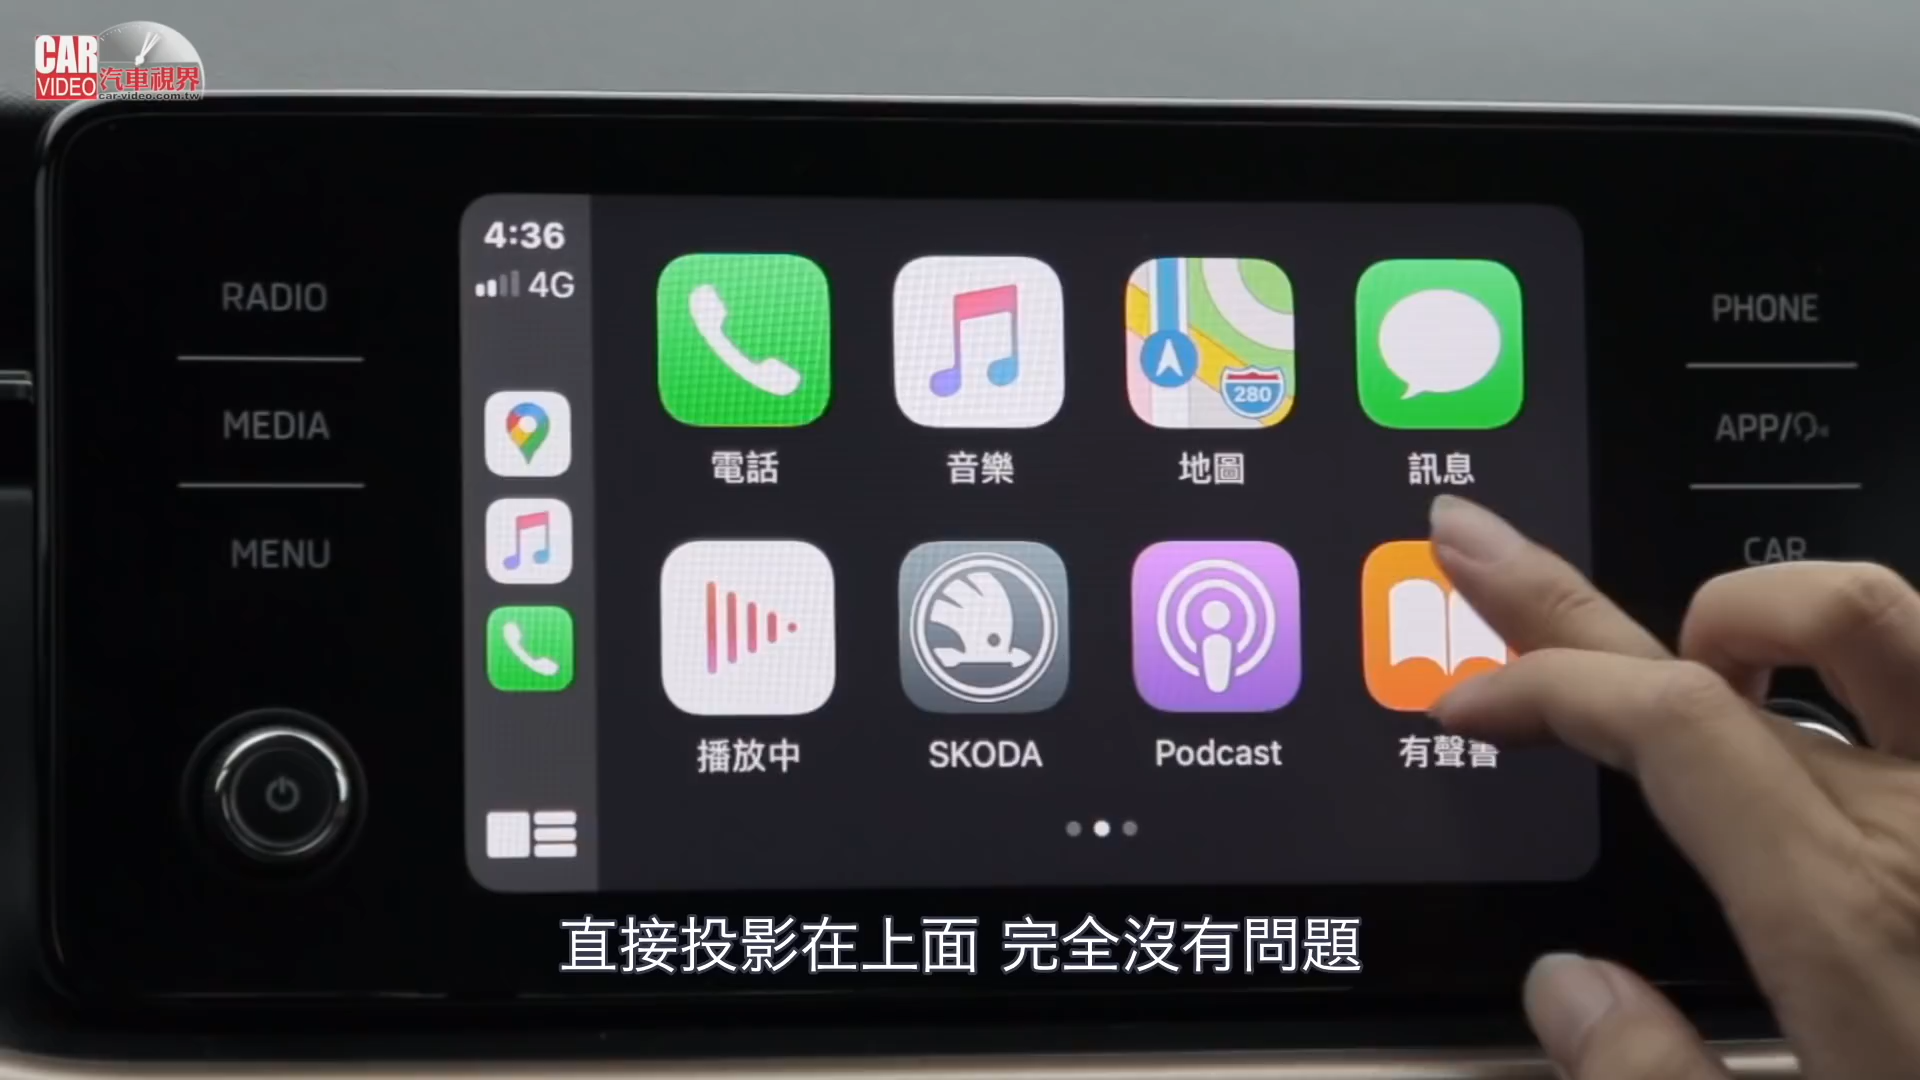 CAR
VIDEO 汽車視界
car-video.com.tw
RADIO
MEDIA
MENU
4:36
4G
280
電話
音樂
地圖
訊息
播放中
SKODA
Podcast
有聲書
PHONE
APP/
CAR
直接投影在上面 完全沒有問題